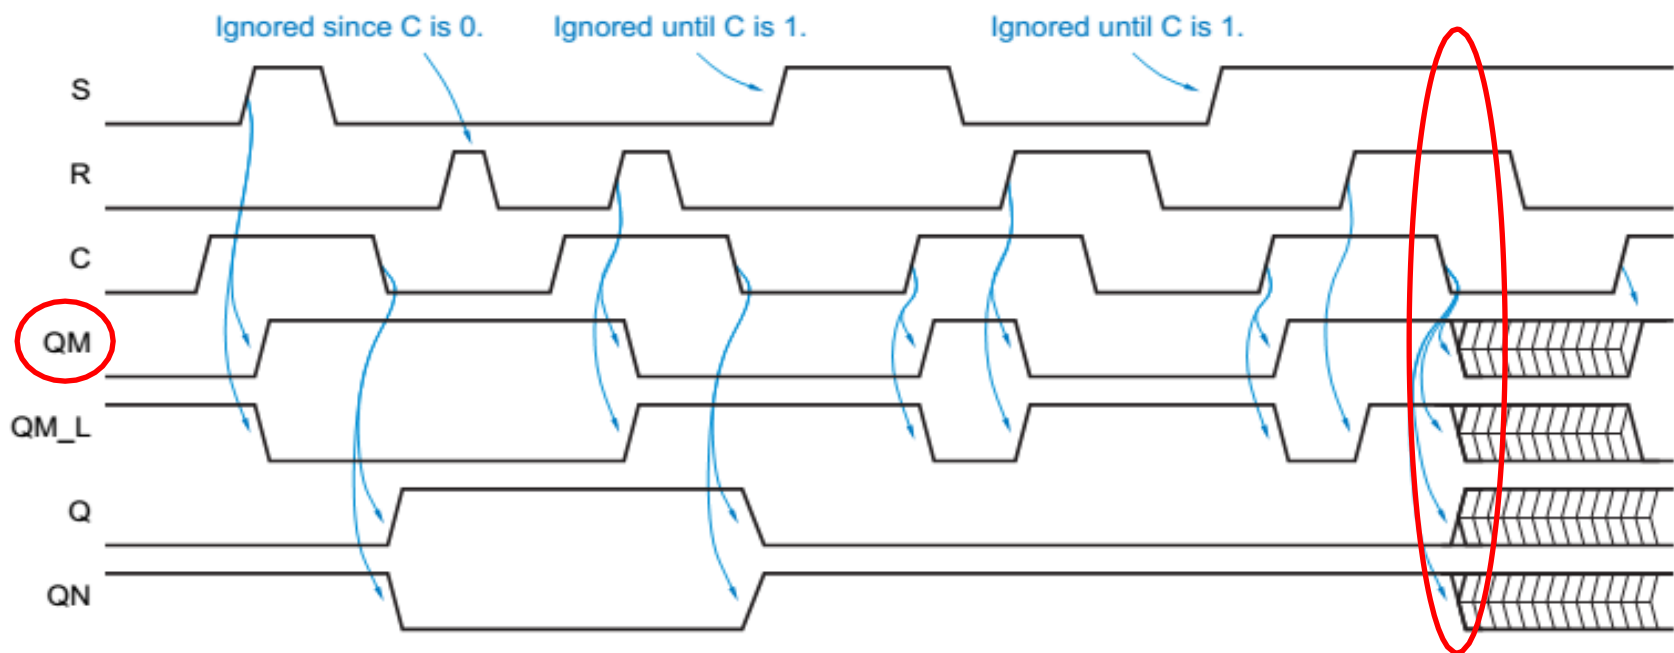 Ignored since C is 0.
Ignored until C is 1.
Ignored until C is 1.
S
R
C
QM
QM_L
Q
QN